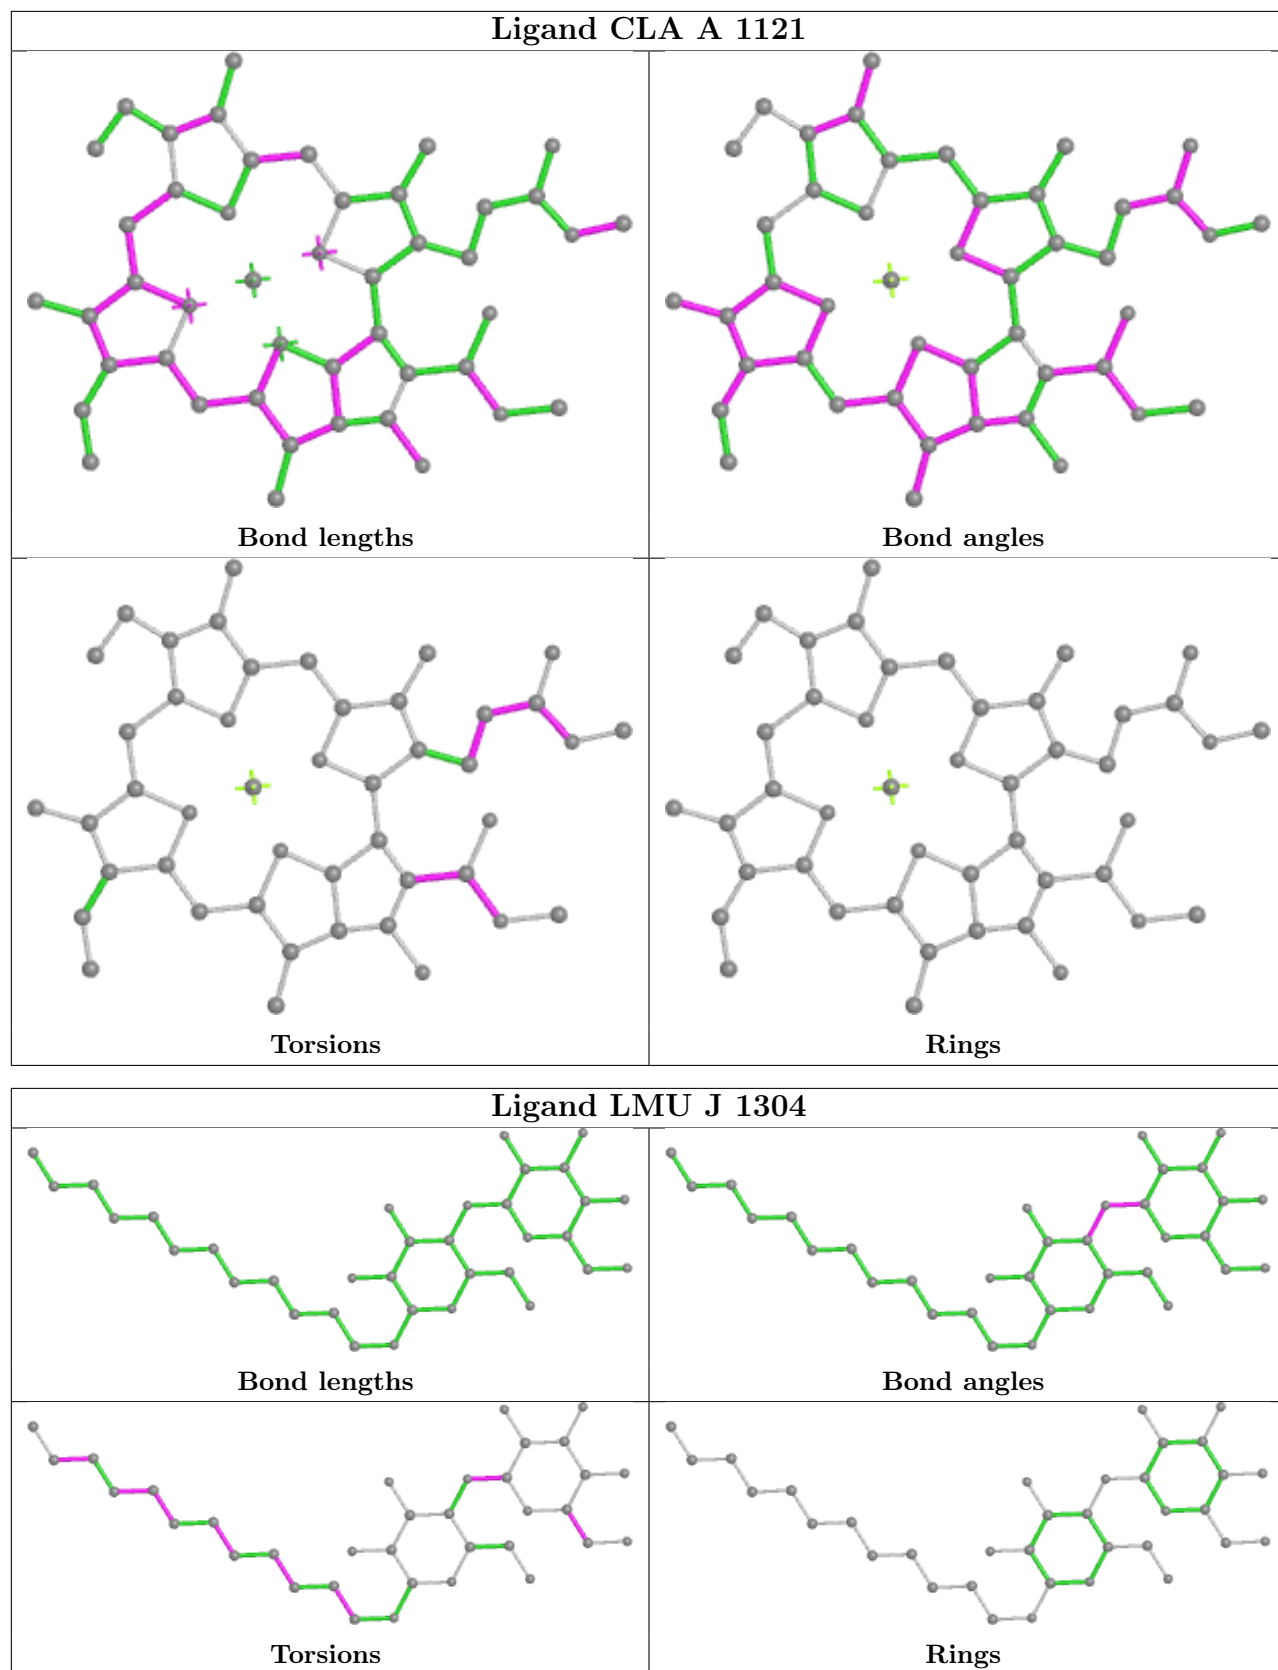 Ligand CLA A 1121
Bond lengths
Bond angles
Torsions
Rings
Ligand LMU J 1304
Bond lengths
Bond angles
Torsions
Rings